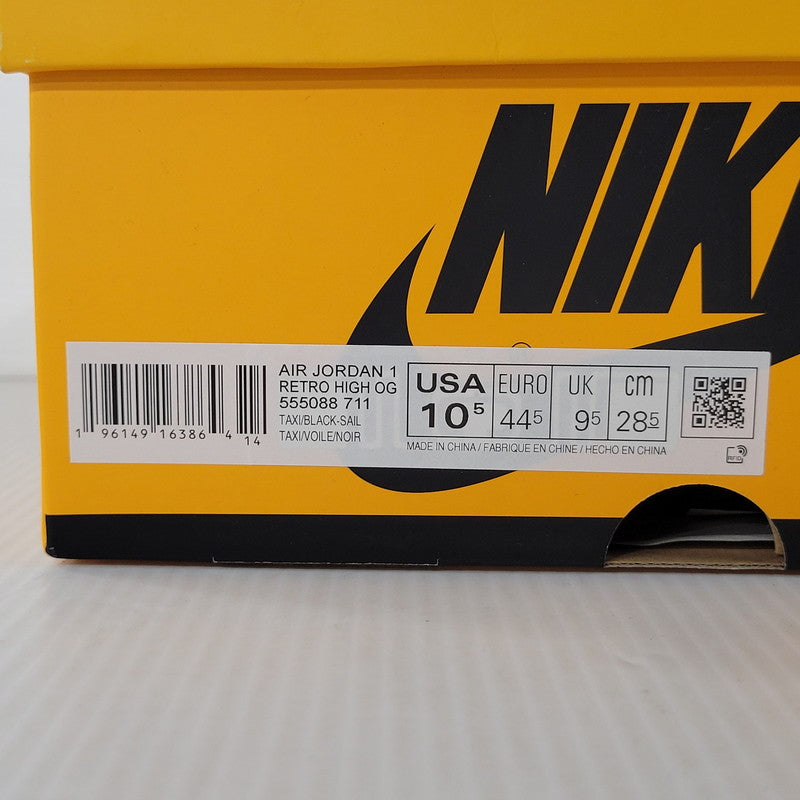 NIK
AIR JORDAN 1
RETRO HIGH OG
555088 711
TAXI/BLACK-SAIL
TAXI/VOILE/NOIR
1 96149 16386 4 14
USA EURO UK cm
10⁵ 44⁵ 9⁵ 28⁵
MADE IN CHINA / FABRIQUE EN CHINE / HECHO EN CHINA
RFID